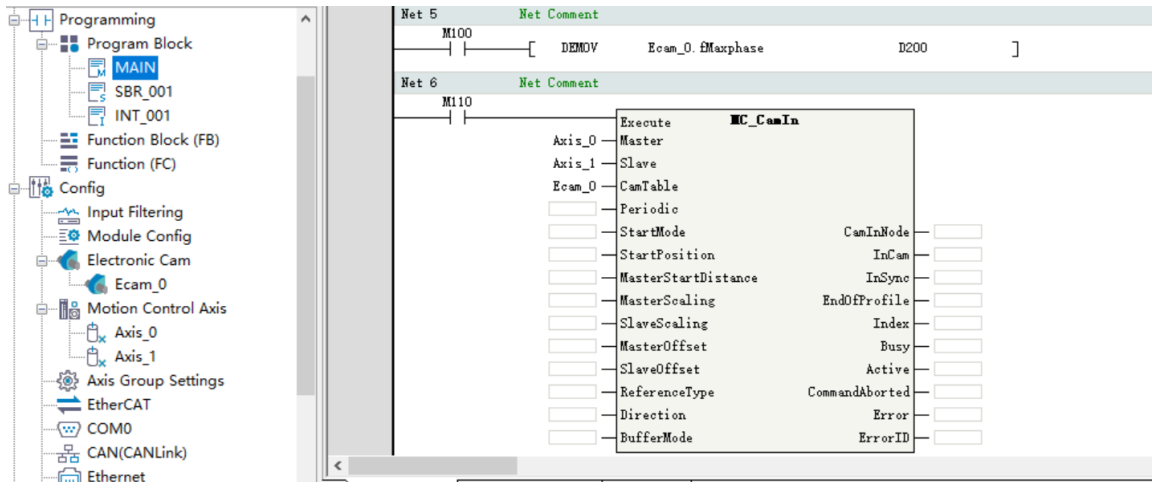 Programming
Program Block
MAIN
SBR_001
INT_001
Function Block (FB)
Function (FC)
Config
Input Filtering
Module Config
Electronic Cam
Ecam_0
Motion Control Axis
Axis_0
Axis_1
Axis Group Settings
EtherCAT
COM0
CAN(CANLink)
Ethernet
Net 5 Net Comment
M100
DEMOV Ecam_0.fMaxphase D200
Net 6 Net Comment
M110
Execute MC_CamIn
Axis_0 Master
Axis_1 Slave
Ecam_0 CamTable
Periodic
StartMode CamInNode
StartPosition InCam
MasterStartDistance InSync
MasterScaling EndOfProfile
SlaveScaling Index
MasterOffset Busy
SlaveOffset Active
ReferenceType CommandAborted
Direction Error
BufferMode ErrorID